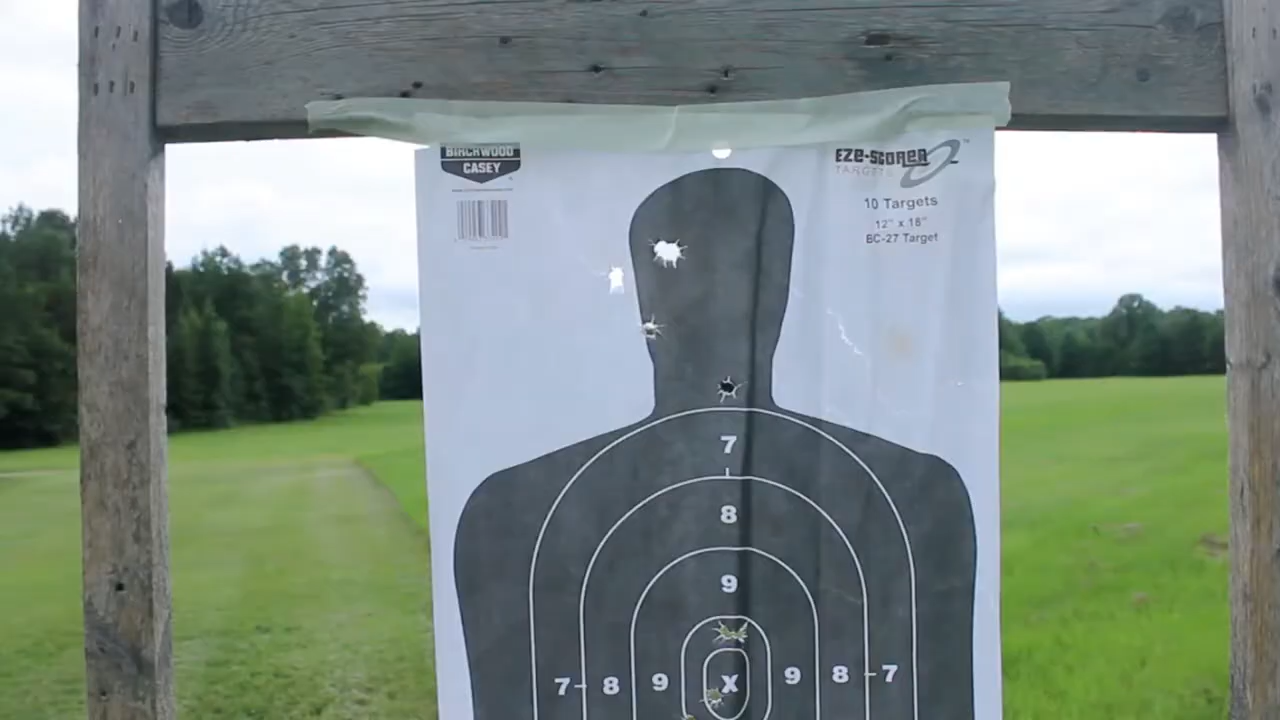 BIRCHWOOD
CASEY
EZE-SCORER
TARGETS
10 Targets
12" x 18"
BC-27 Target
7
8
9
7 8 9 X 9 8 7